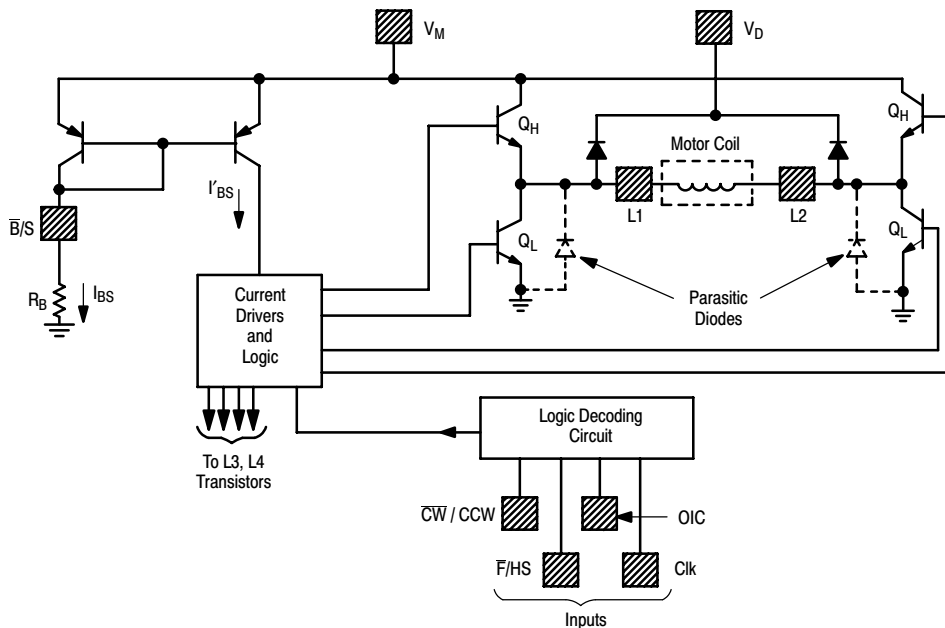 V_M
V_D
Q_H
Q_H
Motor Coil
I'_BS
L1
L2
B̅/S
Q_L
Q_L
R_B
I_BS
Current
Drivers
and
Logic
Parasitic
Diodes
Logic Decoding
Circuit
To L3, L4
Transistors
C̅W̅ / CCW
OIC
F̅/HS
Clk
Inputs